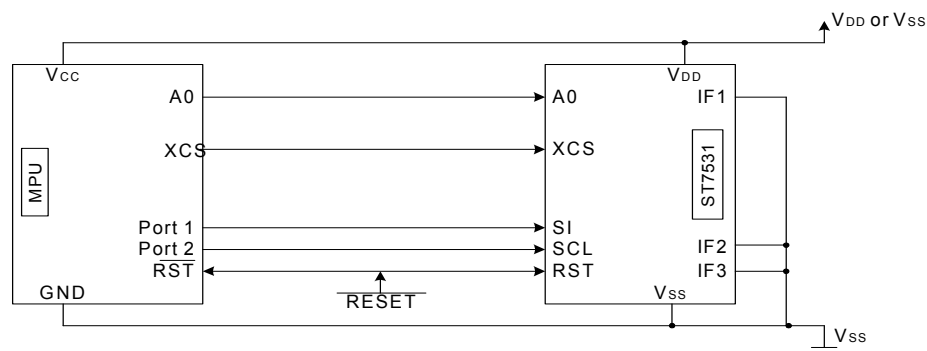 VDD or VSS
VCC
VDD
A0
A0
IF1
XCS
XCS
MPU
ST7531
Port 1
SI
Port 2
SCL
IF2
RST
RST
IF3
RESET
GND
VSS
VSS